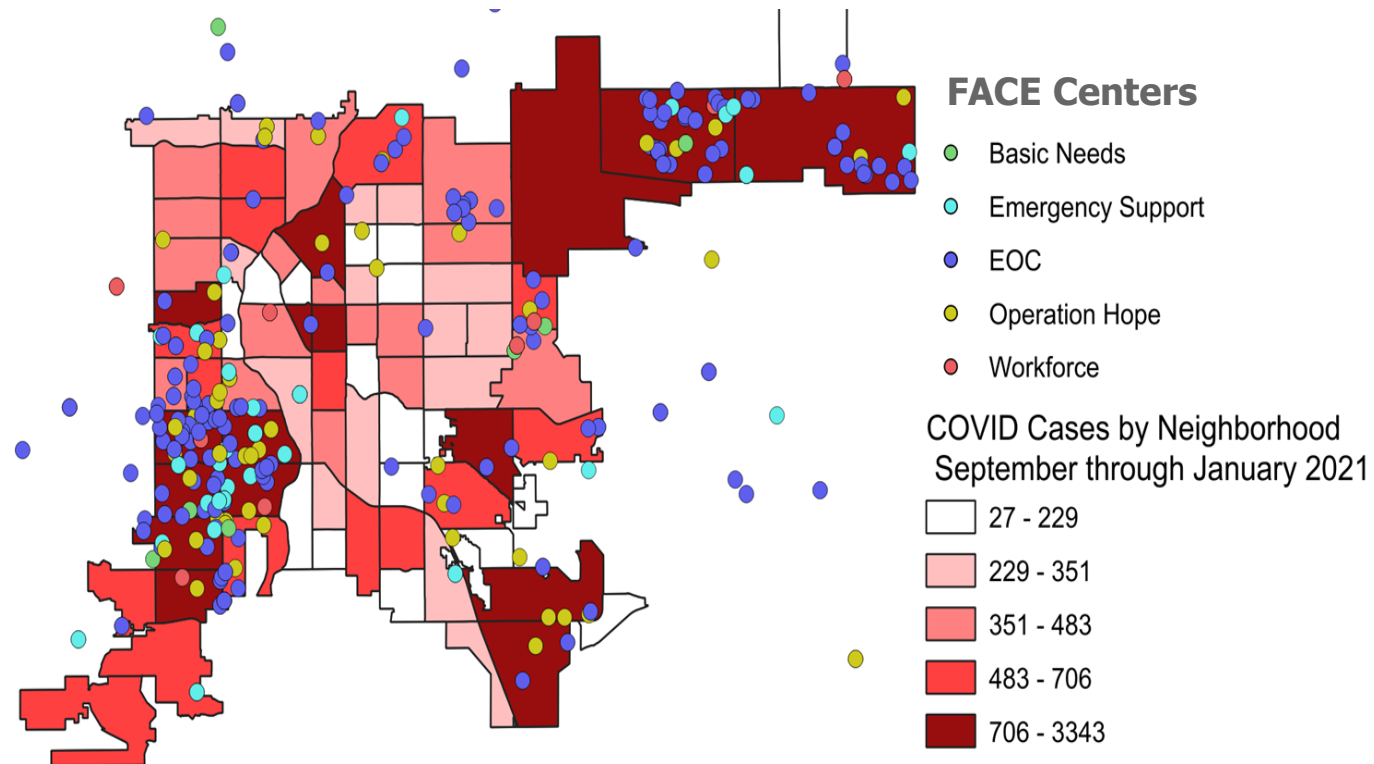 FACE Centers
Basic Needs
Emergency Support
EOC
Operation Hope
Workforce
COVID Cases by Neighborhood
September through January 2021
27 - 229
229 - 351
351 - 483
483 - 706
706 - 3343